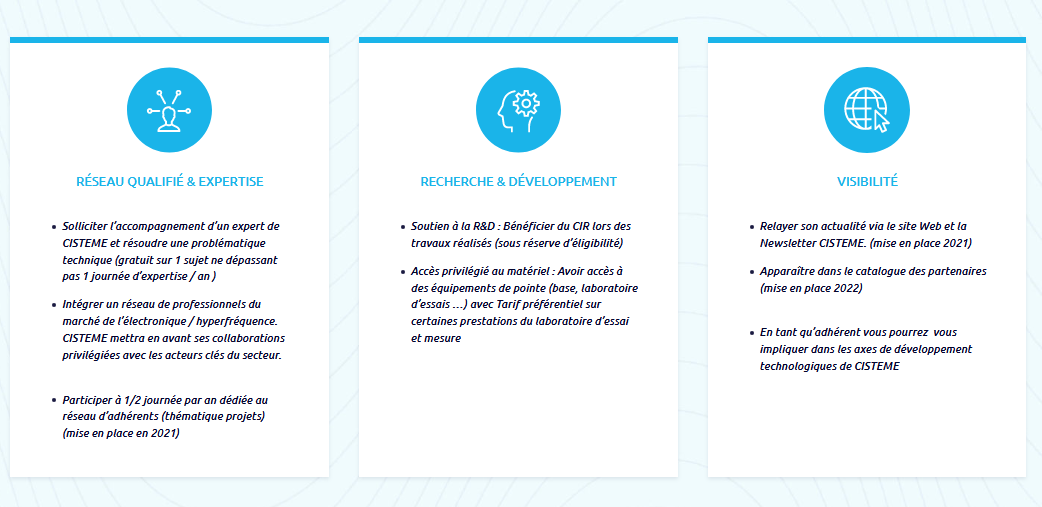 RÉSEAU QUALIFIÉ & EXPERTISE
• Solliciter l'accompagnement d'un expert de
CISTEME et résoudre une problématique
technique (gratuit sur 1 sujet ne dépassant
pas 1 journée d'expertise / an )
• Intégrer un réseau de professionnels du
marché de l'électronique / hyperfréquence.
CISTEME mettra en avant ses collaborations
privilégiées avec les acteurs clés du secteur.
• Participer à 1/2 journée par an dédiée au
réseau d'adhérents (thématique projets)
(mise en place en 2021)
RECHERCHE & DÉVELOPPEMENT
• Soutien à la R&D : Bénéficier du CIR lors des
travaux réalisés (sous réserve d'éligibilité)
• Accès privilégié au matériel : Avoir accès à
des équipements de pointe (base, laboratoire
d'essais ...) avec Tarif préférentiel sur
certaines prestations du laboratoire d'essai
et mesure
VISIBILITÉ
• Relayer son actualité via le site Web et la
Newsletter CISTEME. (mise en place 2021)
• Apparaître dans le catalogue des partenaires
(mise en place 2022)
• En tant qu'adhérent vous pourrez  vous
impliquer dans les axes de développement
technologiques de CISTEME